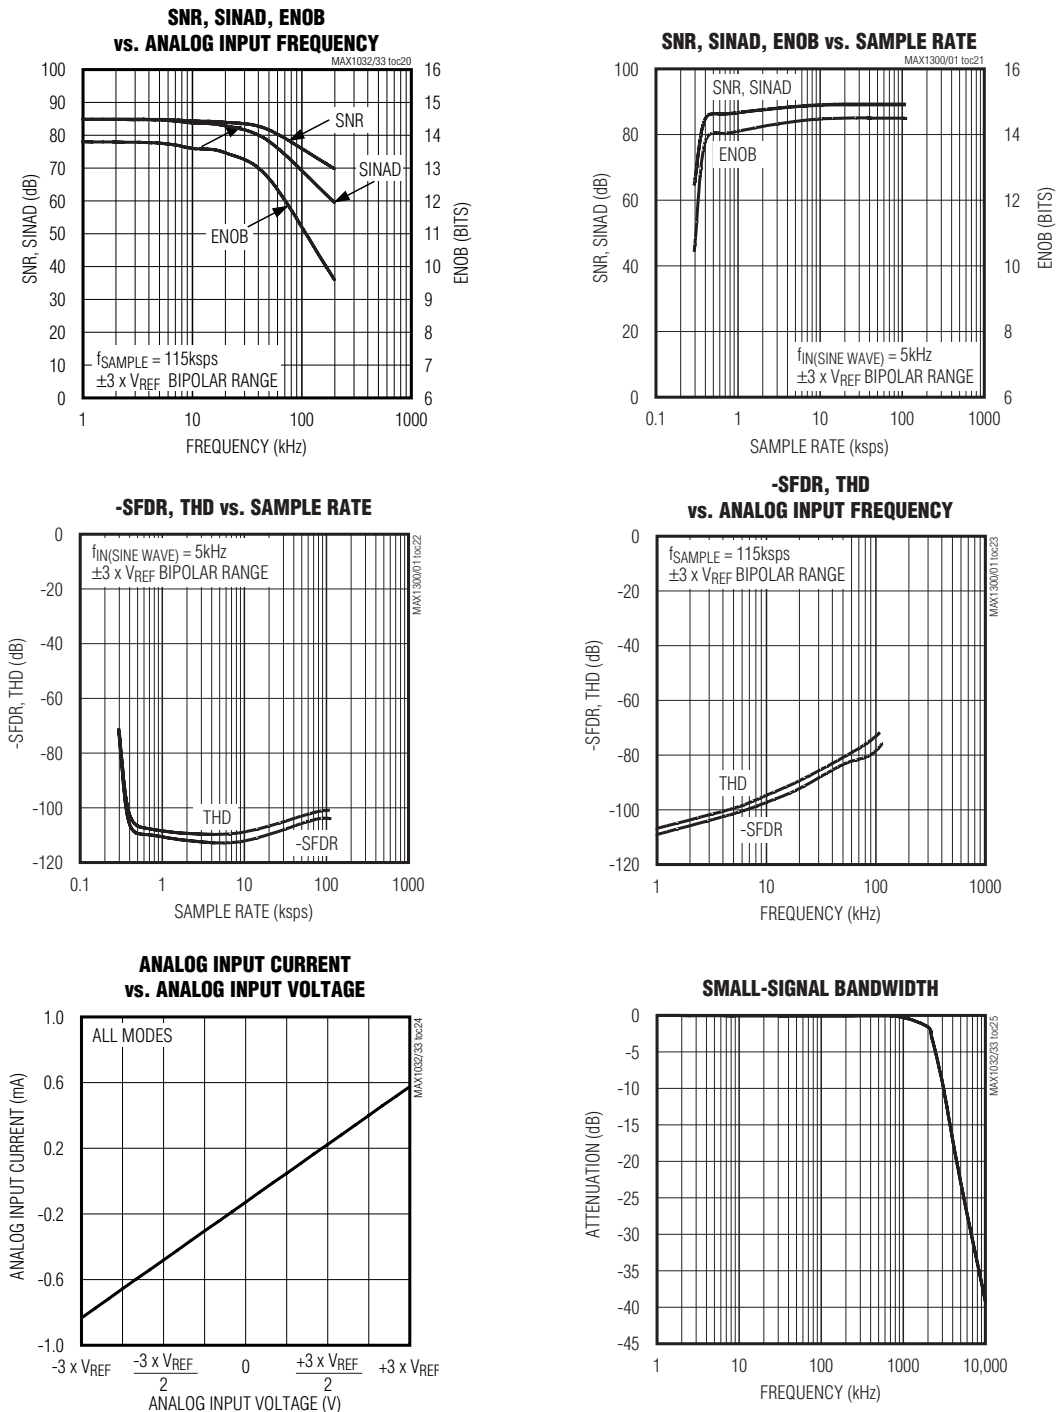 SNR, SINAD, ENOB
vs. ANALOG INPUT FREQUENCY
MAX1032/33 toc20
100
90
80
70
60
50
40
30
20
10
0
SNR, SINAD (dB)
16
15
14
13
12
11
10
9
8
7
6
ENOB (BITS)
SNR
SINAD
ENOB
fSAMPLE = 115ksps
±3 x VREF BIPOLAR RANGE
1 10 100 1000
FREQUENCY (kHz)
SNR, SINAD, ENOB vs. SAMPLE RATE
MAX1300/01 toc21
100
80
60
40
20
0
SNR, SINAD (dB)
16
14
12
10
8
6
ENOB (BITS)
SNR, SINAD
ENOB
fIN(SINE WAVE) = 5kHz
±3 x VREF BIPOLAR RANGE
0.1 1 10 100 1000
SAMPLE RATE (ksps)
-SFDR, THD vs. SAMPLE RATE
MAX1300/01 toc22
0
-20
-40
-60
-80
-100
-120
-SFDR, THD (dB)
fIN(SINE WAVE) = 5kHz
±3 x VREF BIPOLAR RANGE
THD
-SFDR
0.1 1 10 100 1000
SAMPLE RATE (ksps)
-SFDR, THD
vs. ANALOG INPUT FREQUENCY
MAX1300/01 toc23
0
-20
-40
-60
-80
-100
-120
-SFDR, THD (dB)
fSAMPLE = 115ksps
±3 x VREF BIPOLAR RANGE
THD
-SFDR
1 10 100 1000
FREQUENCY (kHz)
ANALOG INPUT CURRENT
vs. ANALOG INPUT VOLTAGE
MAX1032/33 toc24
1.0
0.6
0.2
-0.2
-0.6
-1.0
ANALOG INPUT CURRENT (mA)
ALL MODES
-3 x VREF -3 x VREF 0 +3 x VREF +3 x VREF
2 2
ANALOG INPUT VOLTAGE (V)
SMALL-SIGNAL BANDWIDTH
MAX1032/33 toc25
0
-5
-10
-15
-20
-25
-30
-35
-40
-45
ATTENUATION (dB)
1 10 100 1000 10,000
FREQUENCY (kHz)